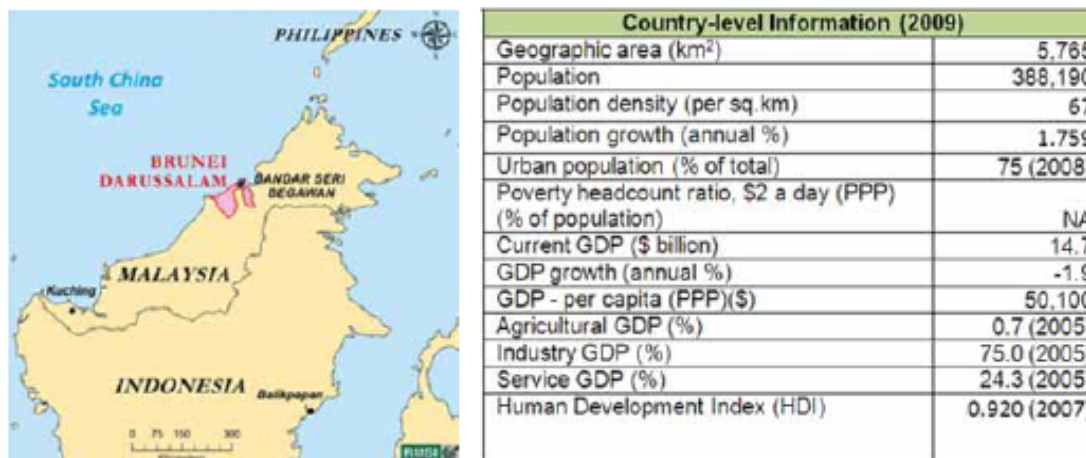 PHILIPPINES
South China
Sea
BRUNEI
DARUSSALAM
BANDAR SERI
BEGAWAN
MALAYSIA
Kuching
INDONESIA
Balikpapan
0 75 150 300
Country-level Information (2009)
Geographic area (km²) 5,765
Population 388,190
Population density (per sq.km) 67
Population growth (annual %) 1.759
Urban population (% of total) 75 (2008
Poverty headcount ratio, $2 a day (PPP)
(% of population) NA
Current GDP ($ billion) 14.7
GDP growth (annual %) -1.9
GDP - per capita (PPP)($) 50,100
Agricultural GDP (%) 0.7 (2005
Industry GDP (%) 75.0 (2005
Service GDP (%) 24.3 (2005
Human Development Index (HDI) 0.920 (2007